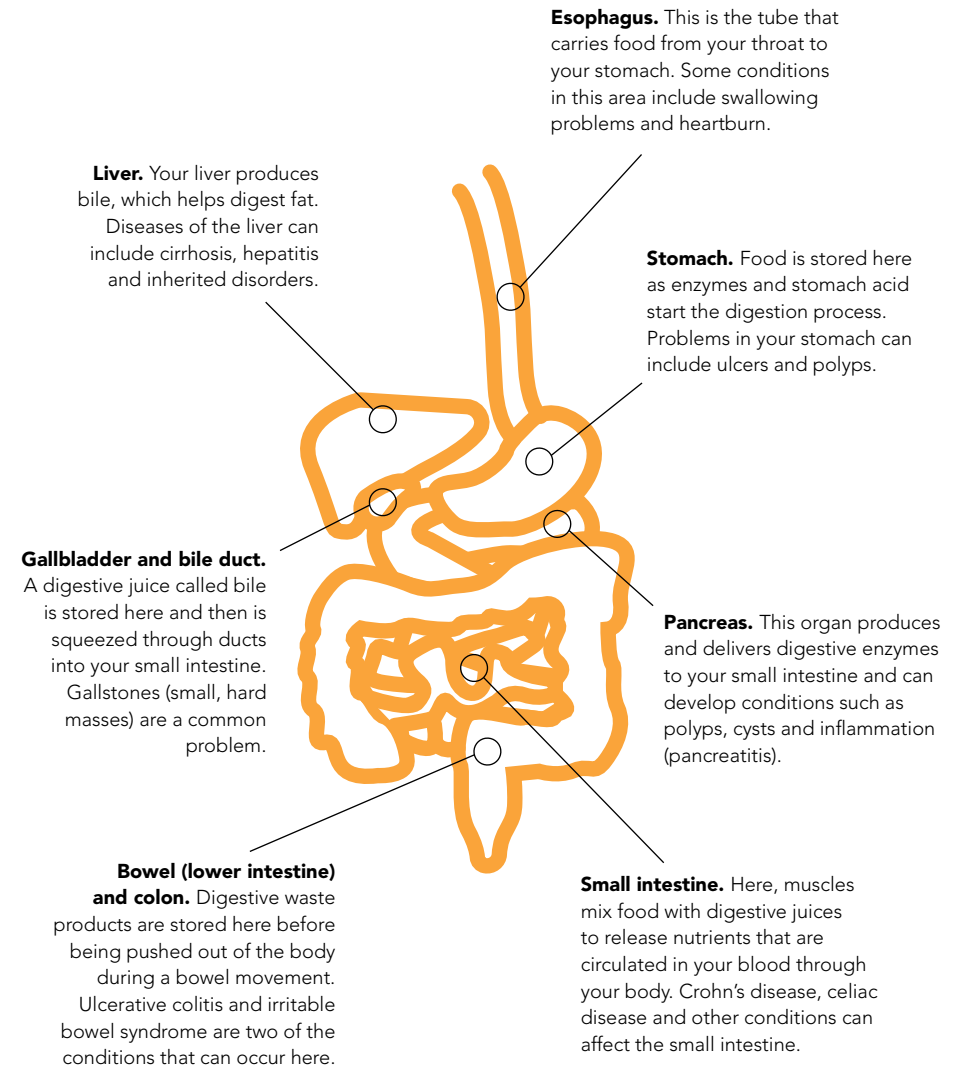 Esophagus. This is the tube that
carries food from your throat to
your stomach. Some conditions
in this area include swallowing
problems and heartburn.
Liver. Your liver produces
bile, which helps digest fat.
Diseases of the liver can
include cirrhosis, hepatitis
and inherited disorders.
Stomach. Food is stored here
as enzymes and stomach acid
start the digestion process.
Problems in your stomach can
include ulcers and polyps.
Gallbladder and bile duct.
A digestive juice called bile
is stored here and then is
squeezed through ducts
into your small intestine.
Gallstones (small, hard
masses) are a common
problem.
Pancreas. This organ produces
and delivers digestive enzymes
to your small intestine and can
develop conditions such as
polyps, cysts and inflammation
(pancreatitis).
Bowel (lower intestine)
and colon. Digestive waste
products are stored here before
being pushed out of the body
during a bowel movement.
Ulcerative colitis and irritable
bowel syndrome are two of the
conditions that can occur here.
Small intestine. Here, muscles
mix food with digestive juices
to release nutrients that are
circulated in your blood through
your body. Crohn’s disease, celiac
disease and other conditions can
affect the small intestine.